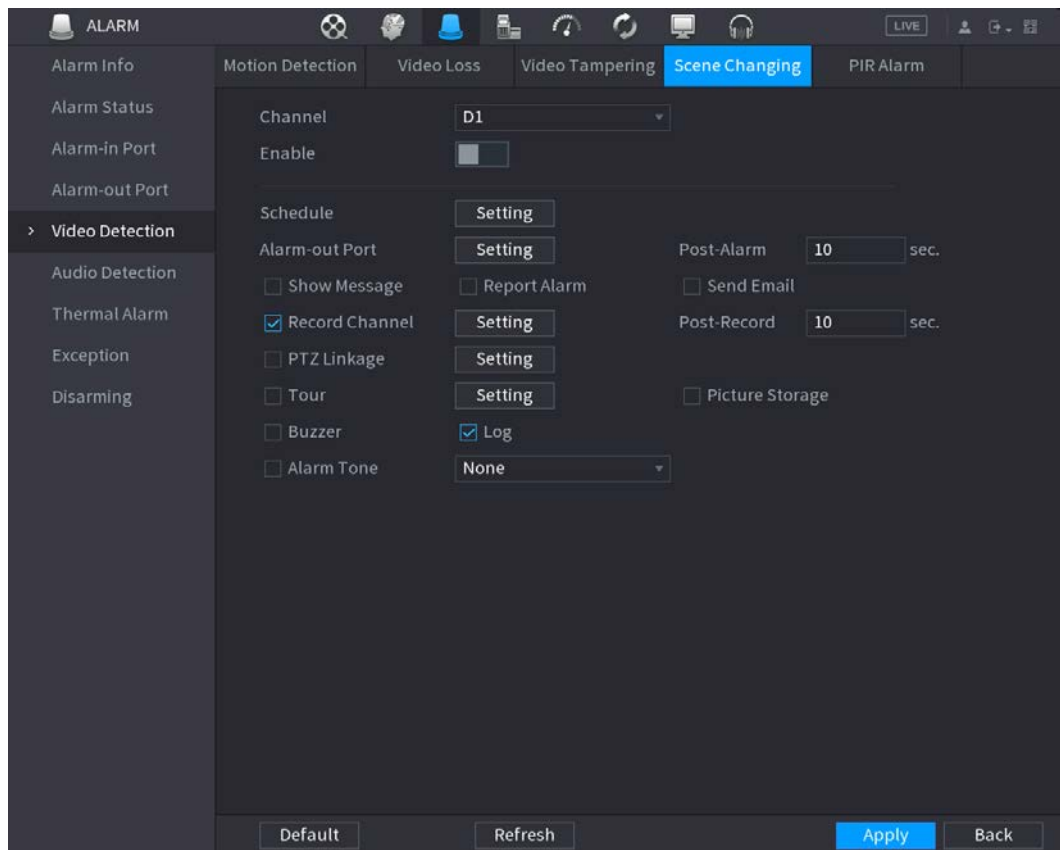 ALARM LIVE
Alarm Info
Alarm Status
Alarm-in Port
Alarm-out Port
> Video Detection
Audio Detection
Thermal Alarm
Exception
Disarming
Motion Detection Video Loss Video Tampering Scene Changing PIR Alarm
Channel D1
Enable
Schedule Setting
Alarm-out Port Setting Post-Alarm 10 sec.
Show Message Report Alarm Send Email
Record Channel Setting Post-Record 10 sec.
PTZ Linkage Setting
Tour Setting Picture Storage
Buzzer Log
Alarm Tone None
Default Refresh Apply Back